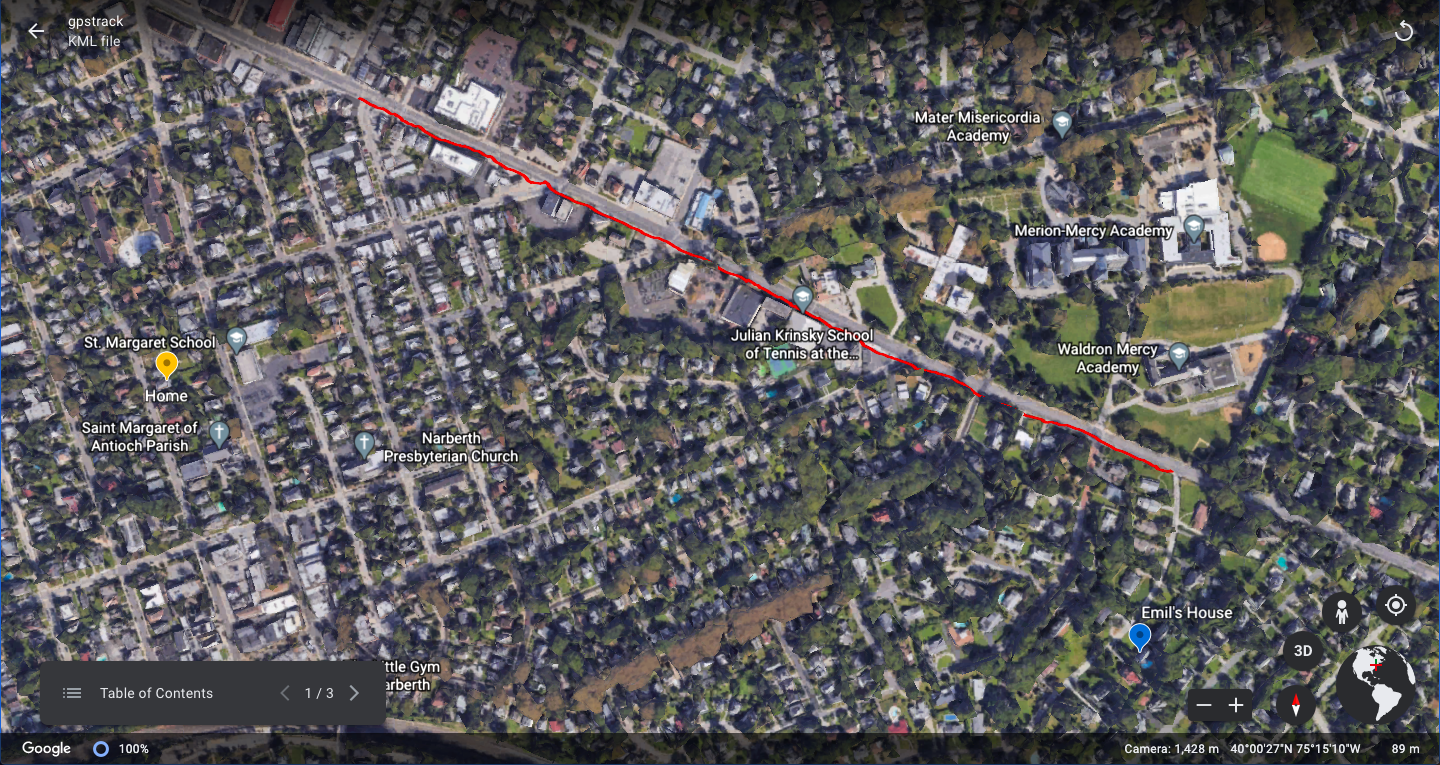 gpstrack
KML file
Mater Misericordia
Academy
Merion-Mercy Academy
Julian Krinsky School
of Tennis at the...
Waldron Mercy
Academy
St. Margaret School
Home
Saint Margaret of
Antioch Parish
Narberth
Presbyterian Church
Emil's House
ittle Gym
arberth
3D
Table of Contents
1 / 3
Google
100%
Camera: 1,428 m 40°00'27"N 75°15'10"W 89 m